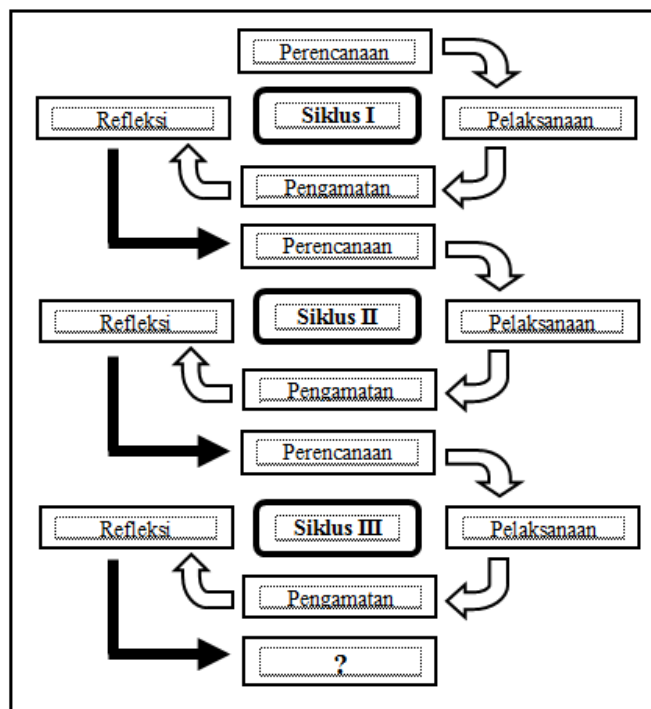 Perencanaan
Refleksi
Siklus I
Pelaksanaan
Pengamatan
Perencanaan
Refleksi
Siklus II
Pelaksanaan
Pengamatan
Perencanaan
Refleksi
Siklus III
Pelaksanaan
Pengamatan
?